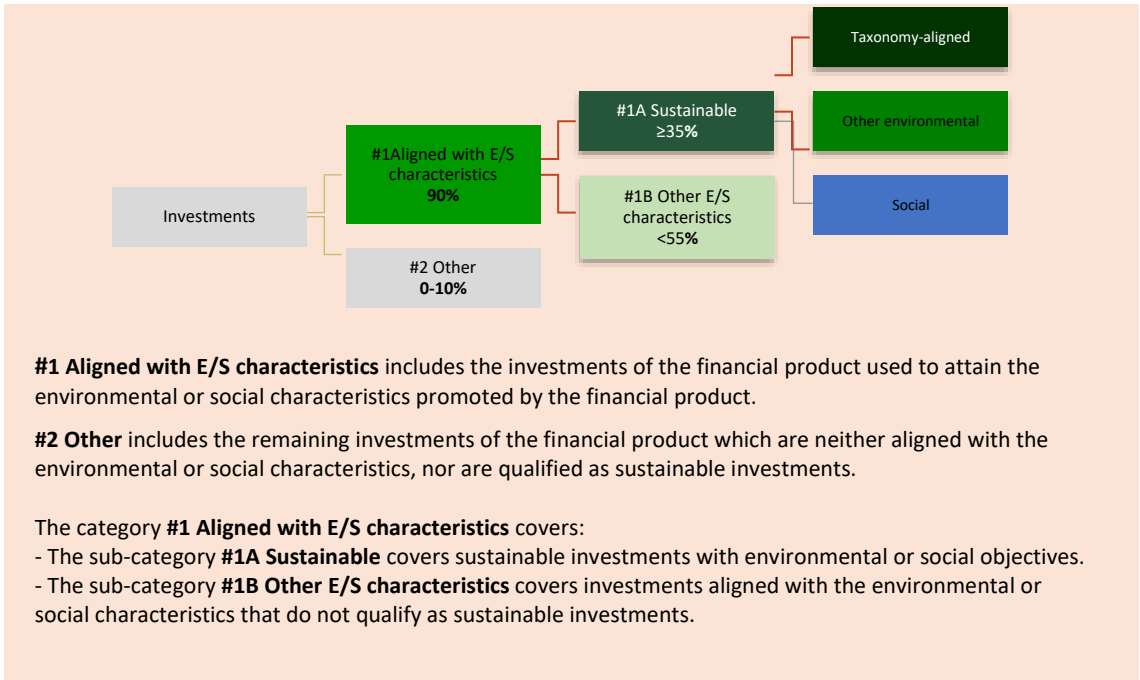 Taxonomy-aligned
#1A Sustainable
≥35%
Other environmental
#1Aligned with E/S
characteristics
90%
#1B Other E/S
characteristics
<55%
Investments
Social
#2 Other
0-10%
#1 Aligned with E/S characteristics includes the investments of the financial product used to attain the
environmental or social characteristics promoted by the financial product.
#2 Other includes the remaining investments of the financial product which are neither aligned with the
environmental or social characteristics, nor are qualified as sustainable investments.
The category #1 Aligned with E/S characteristics covers:
- The sub-category #1A Sustainable covers sustainable investments with environmental or social objectives.
- The sub-category #1B Other E/S characteristics covers investments aligned with the environmental or
social characteristics that do not qualify as sustainable investments.